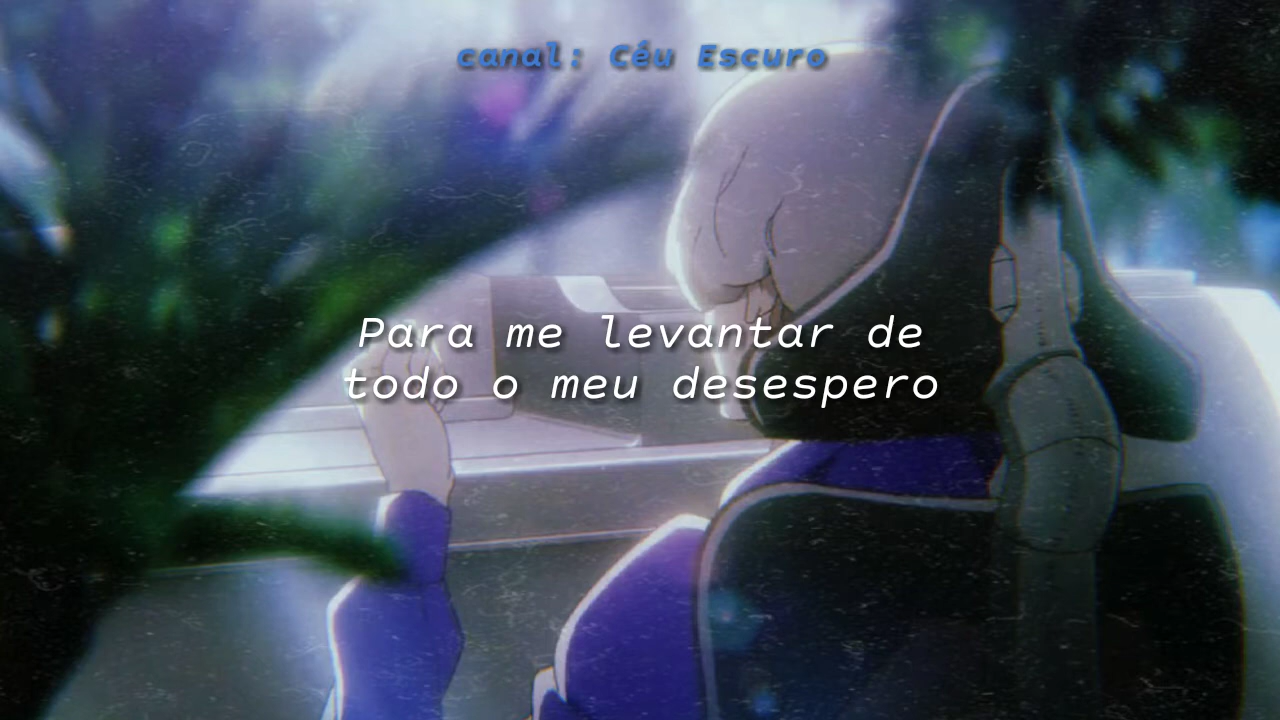 canal: Céu Escuro
Para me levantar de
todo o meu desespero